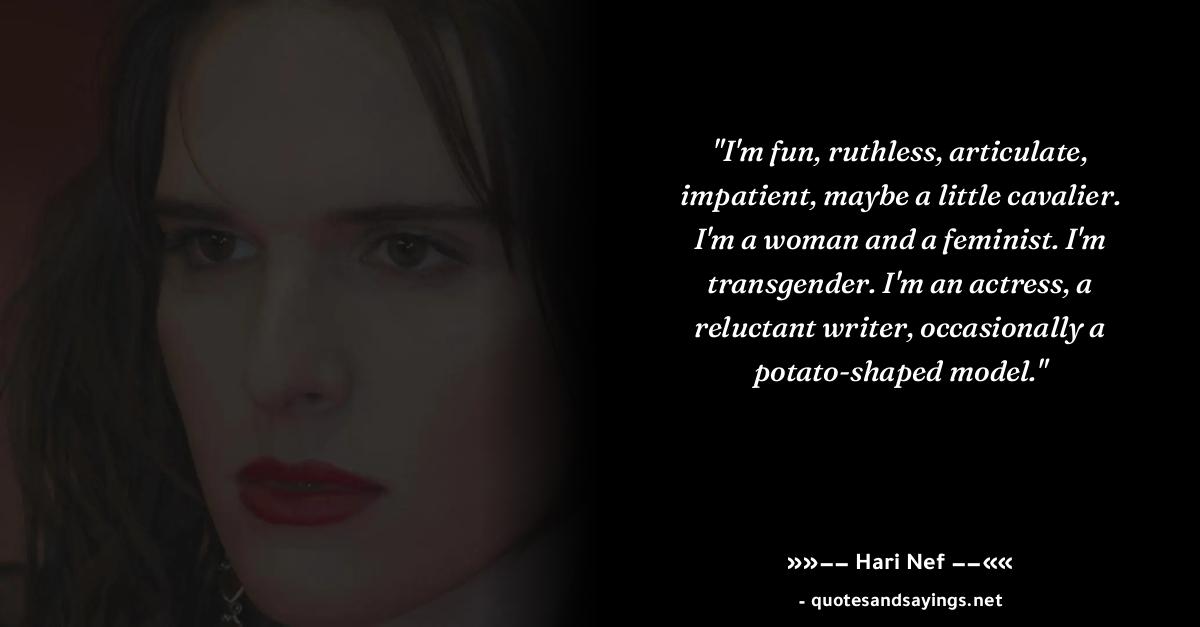 "I'm fun, ruthless, articulate,
impatient, maybe a little cavalier.
I'm a woman and a feminist. I'm
transgender. I'm an actress, a
reluctant writer, occasionally a
potato-shaped model."
»»–– Hari Nef ––««
- quotesandsayings.net